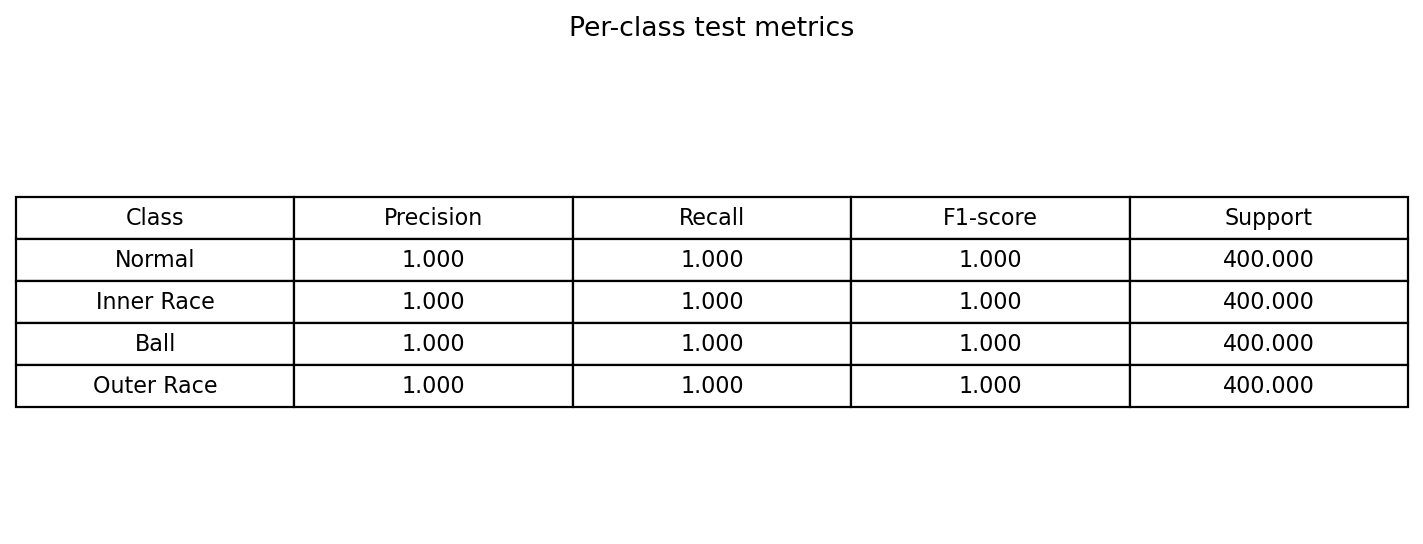 Per-class test metrics
Class Precision Recall F1-score Support
Normal 1.000 1.000 1.000 400.000
Inner Race 1.000 1.000 1.000 400.000
Ball 1.000 1.000 1.000 400.000
Outer Race 1.000 1.000 1.000 400.000